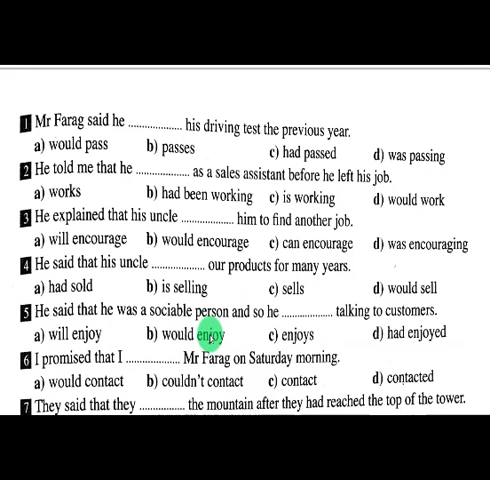 1 Mr Farag said he .................. his driving test the previous year.
a) would pass b) passes c) had passed d) was passing
2 He told me that he .................. as a sales assistant before he left his job.
a) works b) had been working c) is working d) would work
3 He explained that his uncle .................. him to find another job.
a) will encourage b) would encourage c) can encourage d) was encouraging
4 He said that his uncle .................. our products for many years.
a) had sold b) is selling c) sells d) would sell
5 He said that he was a sociable person and so he .................. talking to customers.
a) will enjoy b) would enjoy c) enjoys d) had enjoyed
6 I promised that I .................. Mr Farag on Saturday morning.
a) would contact b) couldn't contact c) contact d) contacted
7 They said that they .................. the mountain after they had reached the top of the tower.